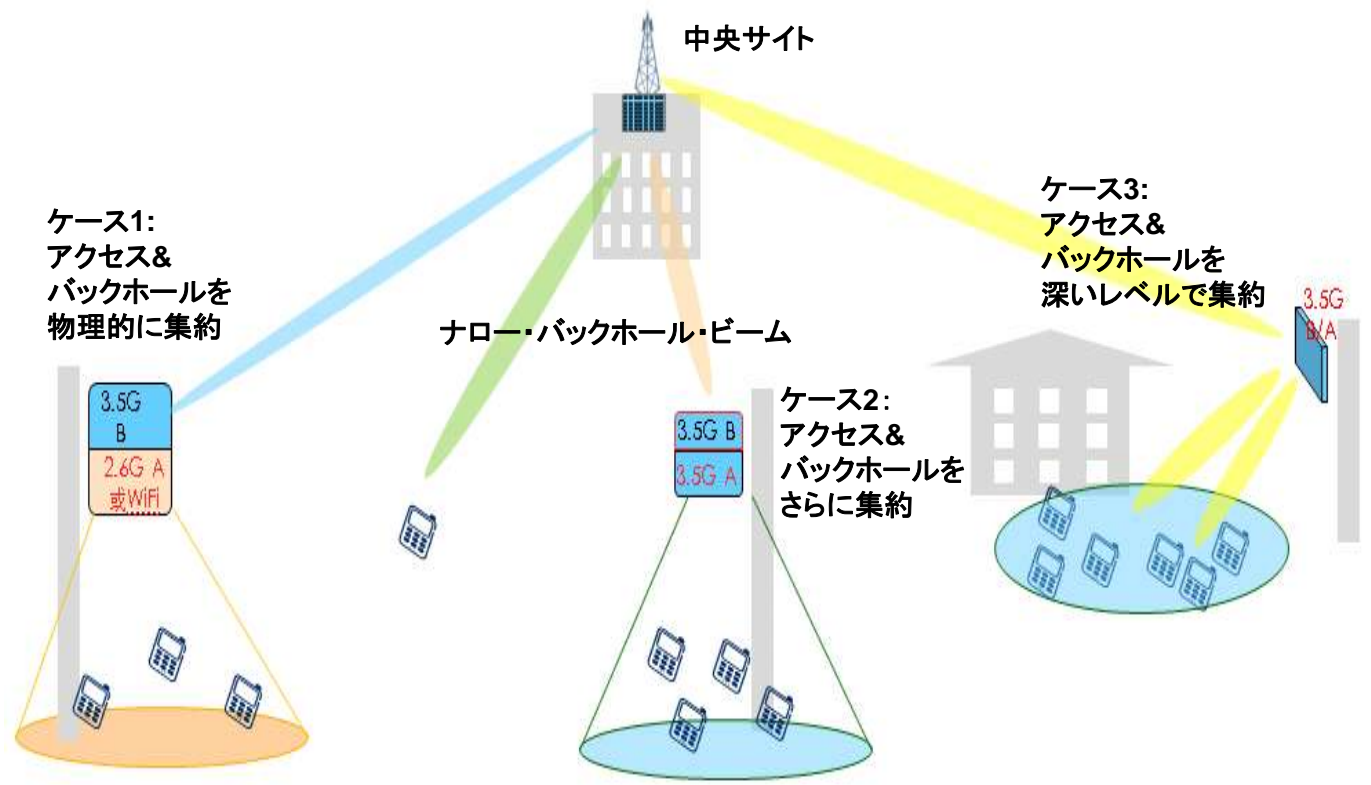 中央サイト
ケース1:
アクセス&
バックホールを
物理的に集約
ケース3:
アクセス&
バックホールを
深いレベルで集約
3.5G
B/A
ナロー・バックホール・ビーム
3.5G
B
2.6G A
或WiFi
3.5G B
3.5G A
ケース2:
アクセス&
バックホールを
さらに集約